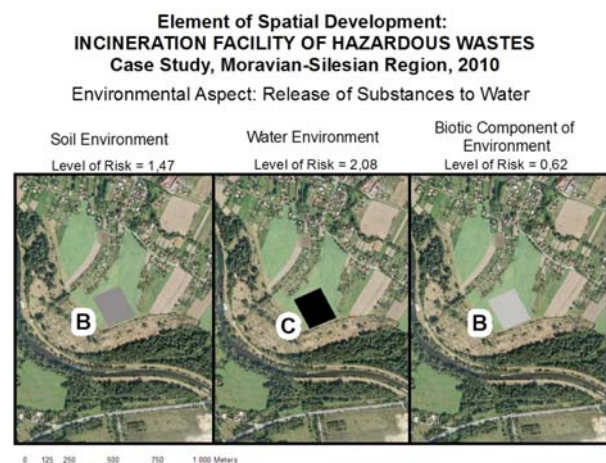 Element of Spatial Development:
INCINERATION FACILITY OF HAZARDOUS WASTES
Case Study, Moravian-Silesian Region, 2010
Environmental Aspect: Release of Substances to Water
Soil Environment
Level of Risk = 1,47
Water Environment
Level of Risk = 2,08
Biotic Component of
Environment
Level of Risk = 0,62
B
C
B
0 125 250 500 750 1 000 Meters